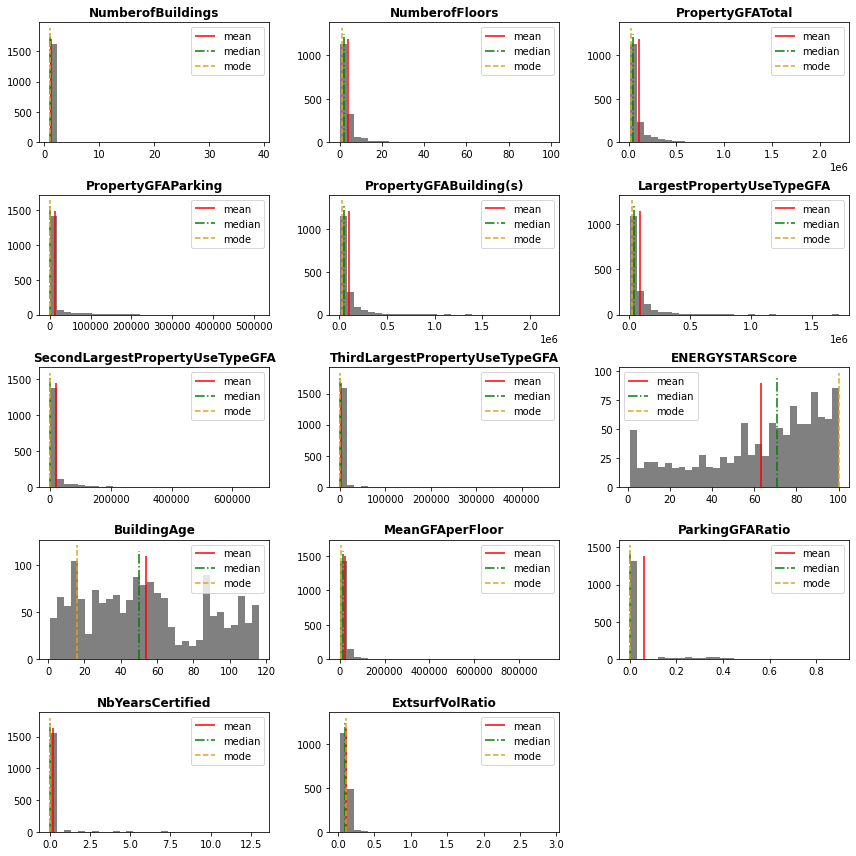 NumberofBuildings
mean
median
mode
1500
1000
500
0
0 10 20 30 40
NumberofFloors
mean
median
mode
1000
500
0
0 20 40 60 80 100
PropertyGFATotal
mean
median
mode
1000
500
0
0.0 0.5 1.0 1.5 2.0
1e6
PropertyGFAParking
mean
median
mode
1500
1000
500
0
0 100000 200000 300000 400000 500000
PropertyGFABuilding(s)
mean
median
mode
1000
500
0
0.0 0.5 1.0 1.5 2.0
1e6
LargestPropertyUseTypeGFA
mean
median
mode
1000
500
0
0.0 0.5 1.0 1.5
1e6
SecondLargestPropertyUseTypeGFA
mean
median
mode
1500
1000
500
0
0 200000 400000 600000
ThirdLargestPropertyUseTypeGFA
mean
median
mode
1500
1000
500
0
0 100000 200000 300000 400000
ENERGYSTARScore
mean
median
mode
100
75
50
25
0
0 20 40 60 80 100
BuildingAge
mean
median
mode
100
50
0
0 20 40 60 80 100 120
MeanGFAperFloor
mean
median
mode
1500
1000
500
0
0 200000 400000 600000 800000
ParkingGFARatio
mean
median
mode
1500
1000
500
0
0.0 0.2 0.4 0.6 0.8
NbYearsCertified
mean
median
mode
1500
1000
500
0
0.0 2.5 5.0 7.5 10.0 12.5
ExtsurfVolRatio
mean
median
mode
1000
500
0
0.0 0.5 1.0 1.5 2.0 2.5 3.0